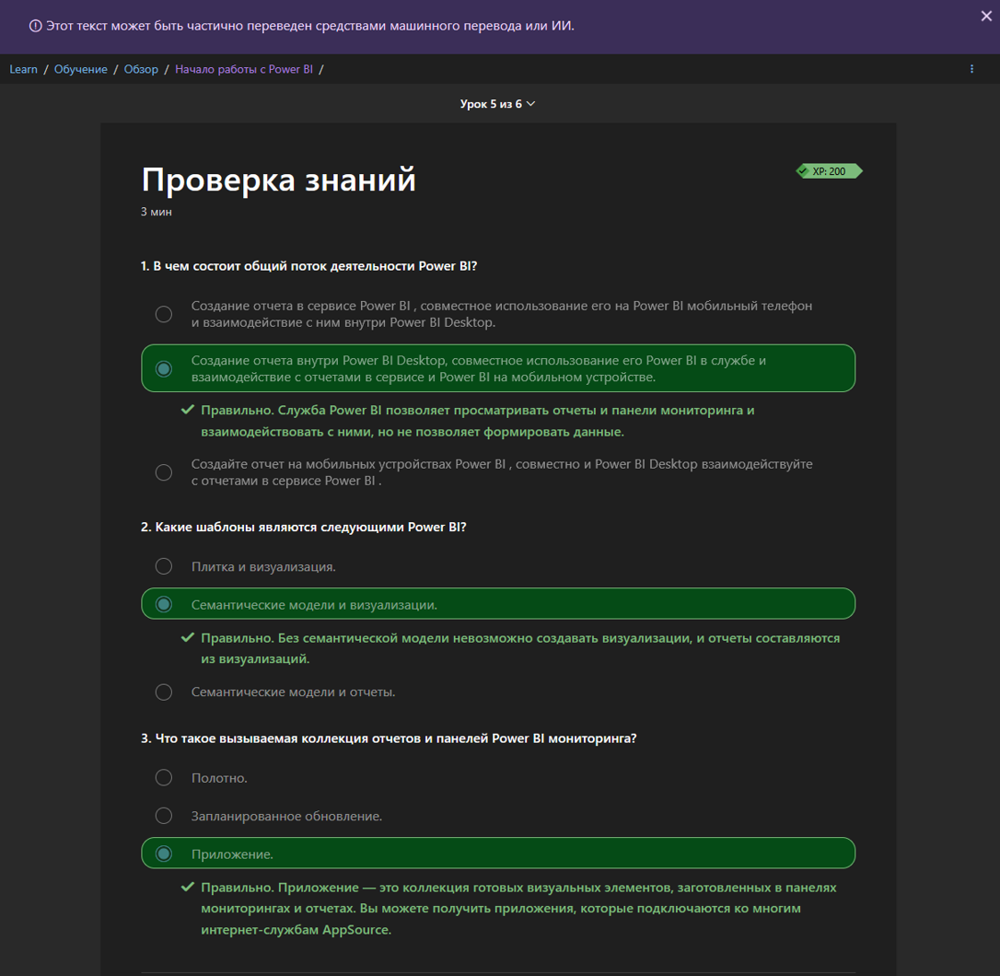 Этот текст может быть частично переведен средствами машинного перевода или ИИ.
Learn / Обучение / Обзор / Начало работы с Power BI /
Урок 5 из 6
Проверка знаний
XP: 200
3 мин
1. В чем состоит общий поток деятельности Power BI?
Создание отчета в сервисе Power BI , совместное использование его на Power BI мобильный телефон
и взаимодействие с ним внутри Power BI Desktop.
Создание отчета внутри Power BI Desktop, совместное использование его Power BI в службе и
взаимодействие с отчетами в сервисе и Power BI на мобильном устройстве.
Правильно. Служба Power BI позволяет просматривать отчеты и панели мониторинга и
взаимодействовать с ними, но не позволяет формировать данные.
Создайте отчет на мобильных устройствах Power BI , совместно и Power BI Desktop взаимодействуйте
с отчетами в сервисе Power BI .
2. Какие шаблоны являются следующими Power BI?
Плитка и визуализация.
Семантические модели и визуализации.
Правильно. Без семантической модели невозможно создавать визуализации, и отчеты составляются
из визуализаций.
Семантические модели и отчеты.
3. Что такое вызываемая коллекция отчетов и панелей Power BI мониторинга?
Полотно.
Запланированное обновление.
Приложение.
Правильно. Приложение — это коллекция готовых визуальных элементов, заготовленных в панелях
мониторингах и отчетах. Вы можете получить приложения, которые подключаются ко многим
интернет-службам AppSource.